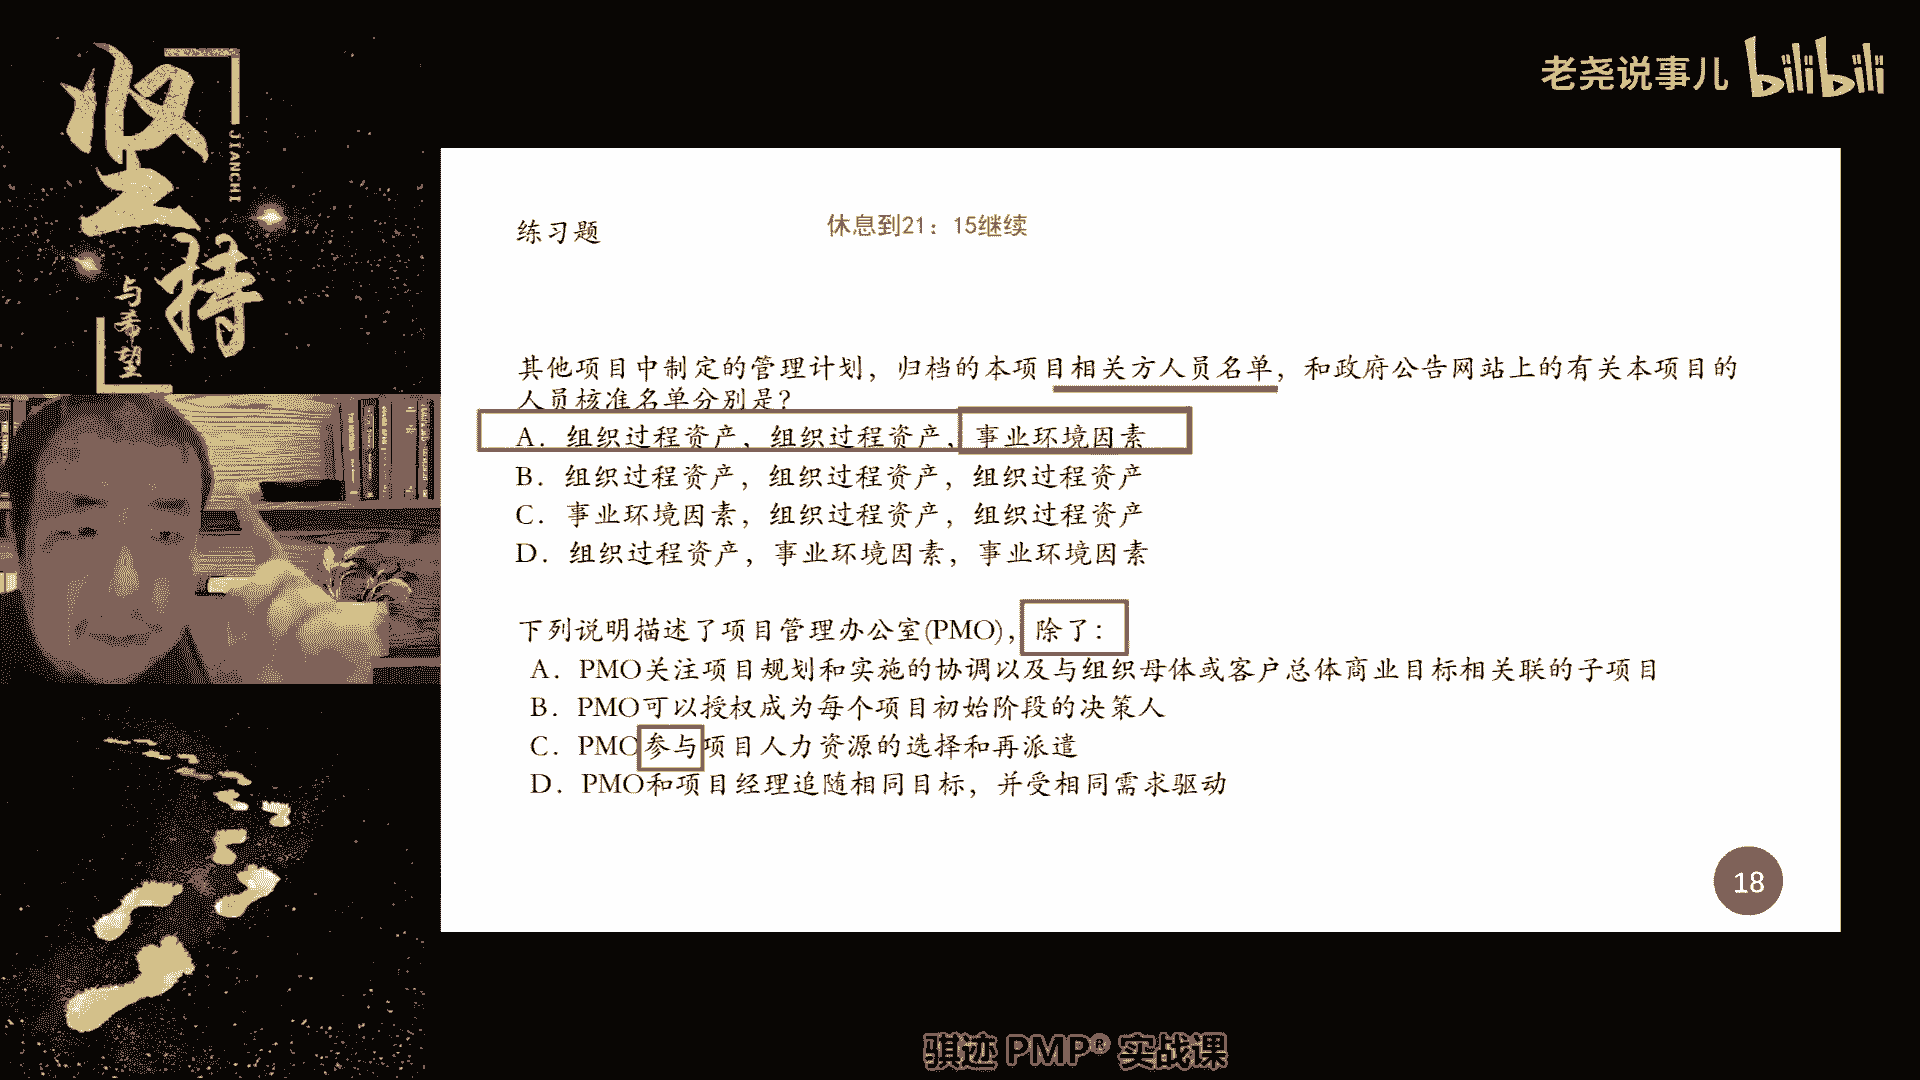 坚持
JIANCHI
与希望
老尧说事儿 bilibili
练习题
休息到21：15继续
其他项目中制定的管理计划，归档的本项目相关方人员名单，和政府公告网站上的有关本项目的
人员核准名单分别是？
A．组织过程资产，组织过程资产，事业环境因素
B．组织过程资产，组织过程资产，组织过程资产
C．事业环境因素，组织过程资产，组织过程资产
D．组织过程资产，事业环境因素，事业环境因素
下列说明描述了项目管理办公室(PMO)，除了：
A．PMO关注项目规划和实施的协调以及与组织母体或客户总体商业目标相关联的子项目
B．PMO可以授权成为每个项目初始阶段的决策人
C．PMO参与项目人力资源的选择和再派遣
D．PMO和项目经理追随相同目标，并受相同需求驱动
18
骐迹 PMP® 实战课